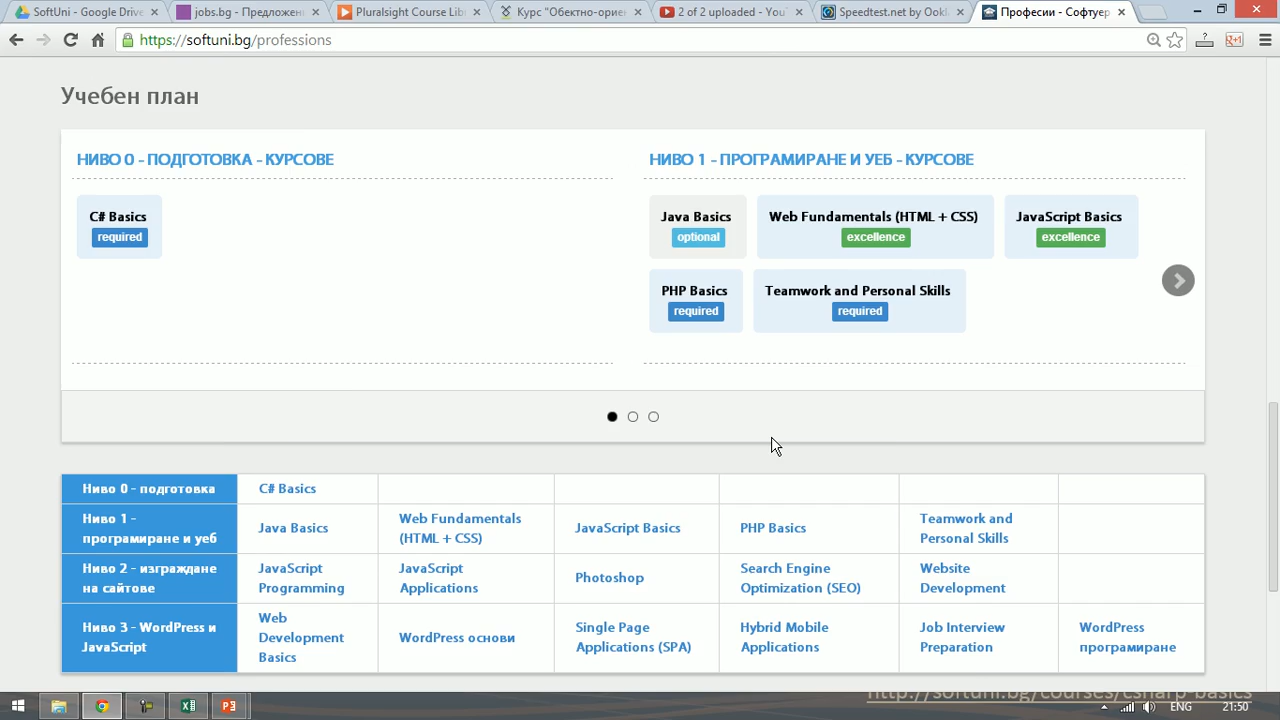 SoftUni - Google Drive
jobs.bg - Предложен
Pluralsight Course Lib
Курс "Обектно-ориен
2 of 2 uploaded - YouT
Speedtest.net by Ookl
Професии - Софтуер
https://softuni.bg/professions
Учебен план
НИВО 0 - ПОДГОТОВКА - КУРСОВЕ
C# Basics
required
НИВО 1 - ПРОГРАМИРАНЕ И УЕБ - КУРСОВЕ
Java Basics
optional
Web Fundamentals (HTML + CSS)
excellence
JavaScript Basics
excellence
PHP Basics
required
Teamwork and Personal Skills
required
Ниво 0 - подготовка
C# Basics
Ниво 1 -
програмиране и уеб
Java Basics
Web Fundamentals
(HTML + CSS)
JavaScript Basics
PHP Basics
Teamwork and
Personal Skills
Ниво 2 - изграждане
на сайтове
JavaScript
Programming
JavaScript
Applications
Photoshop
Search Engine
Optimization (SEO)
Website
Development
Ниво 3 - WordPress и
JavaScript
Web
Development
Basics
WordPress основи
Single Page
Applications (SPA)
Hybrid Mobile
Applications
Job Interview
Preparation
WordPress
програмиране
http://softuni.bg/courses/csharp-basics
ENG
21:50